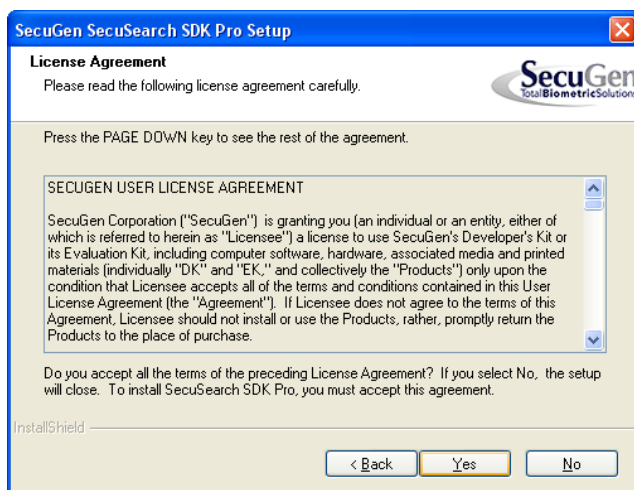 SecuGen SecuSearch SDK Pro Setup
License Agreement
Please read the following license agreement carefully.
SecuGen
TotalBiometricSolutions
Press the PAGE DOWN key to see the rest of the agreement.
SECUGEN USER LICENSE AGREEMENT
SecuGen Corporation ("SecuGen") is granting you (an individual or an entity, either of
which is referred to herein as "Licensee") a license to use SecuGen's Developer's Kit or
its Evaluation Kit, including computer software, hardware, associated media and printed
materials (individually "DK" and "EK," and collectively the "Products") only upon the
condition that Licensee accepts all of the terms and conditions contained in this User
License Agreement (the "Agreement"). If Licensee does not agree to the terms of this
Agreement, Licensee should not install or use the Products, rather, promptly return the
Products to the place of purchase.
Do you accept all the terms of the preceding License Agreement? If you select No, the setup
will close. To install SecuSearch SDK Pro, you must accept this agreement.
InstallShield
< Back Yes No